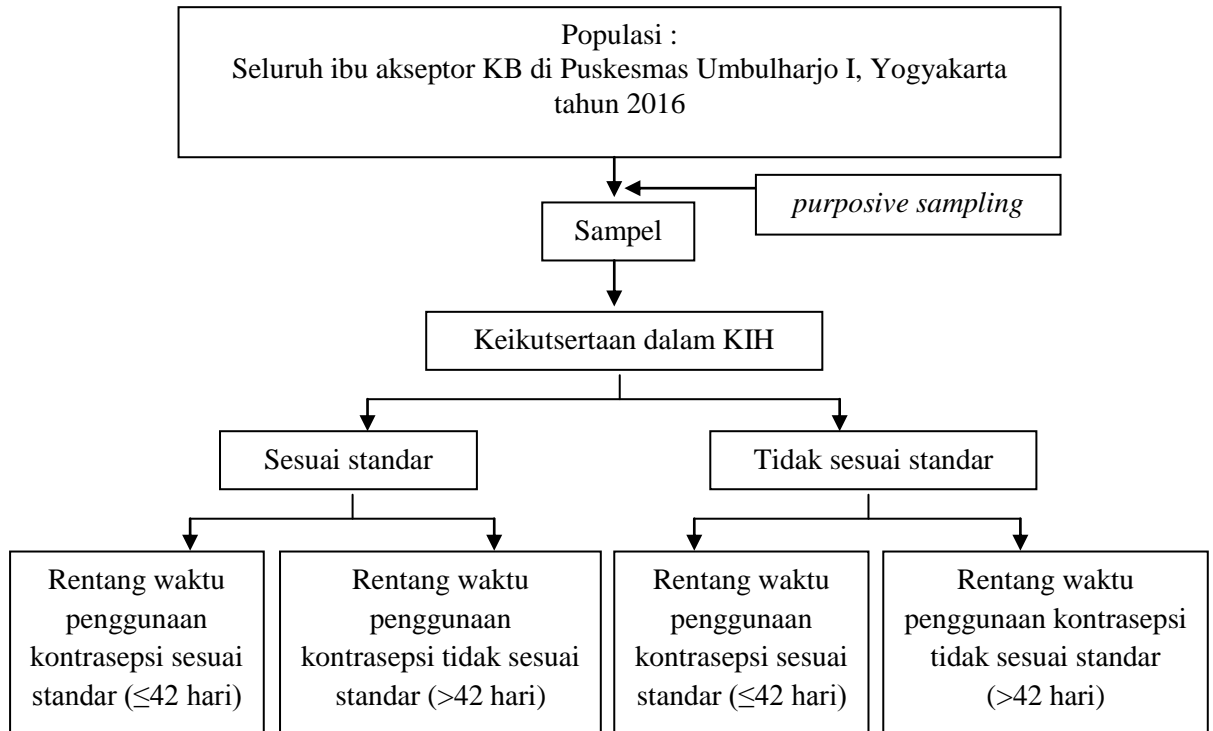 Populasi :
Seluruh ibu akseptor KB di Puskesmas Umbulharjo I, Yogyakarta
tahun 2016
purposive sampling
Sampel
Keikutsertaan dalam KIH
Sesuai standar
Tidak sesuai standar
Rentang waktu
penggunaan
kontrasepsi sesuai
standar (≤42 hari)
Rentang waktu
penggunaan
kontrasepsi tidak sesuai
standar (>42 hari)
Rentang waktu
penggunaan
kontrasepsi sesuai
standar (≤42 hari)
Rentang waktu
penggunaan kontrasepsi
tidak sesuai standar
(>42 hari)